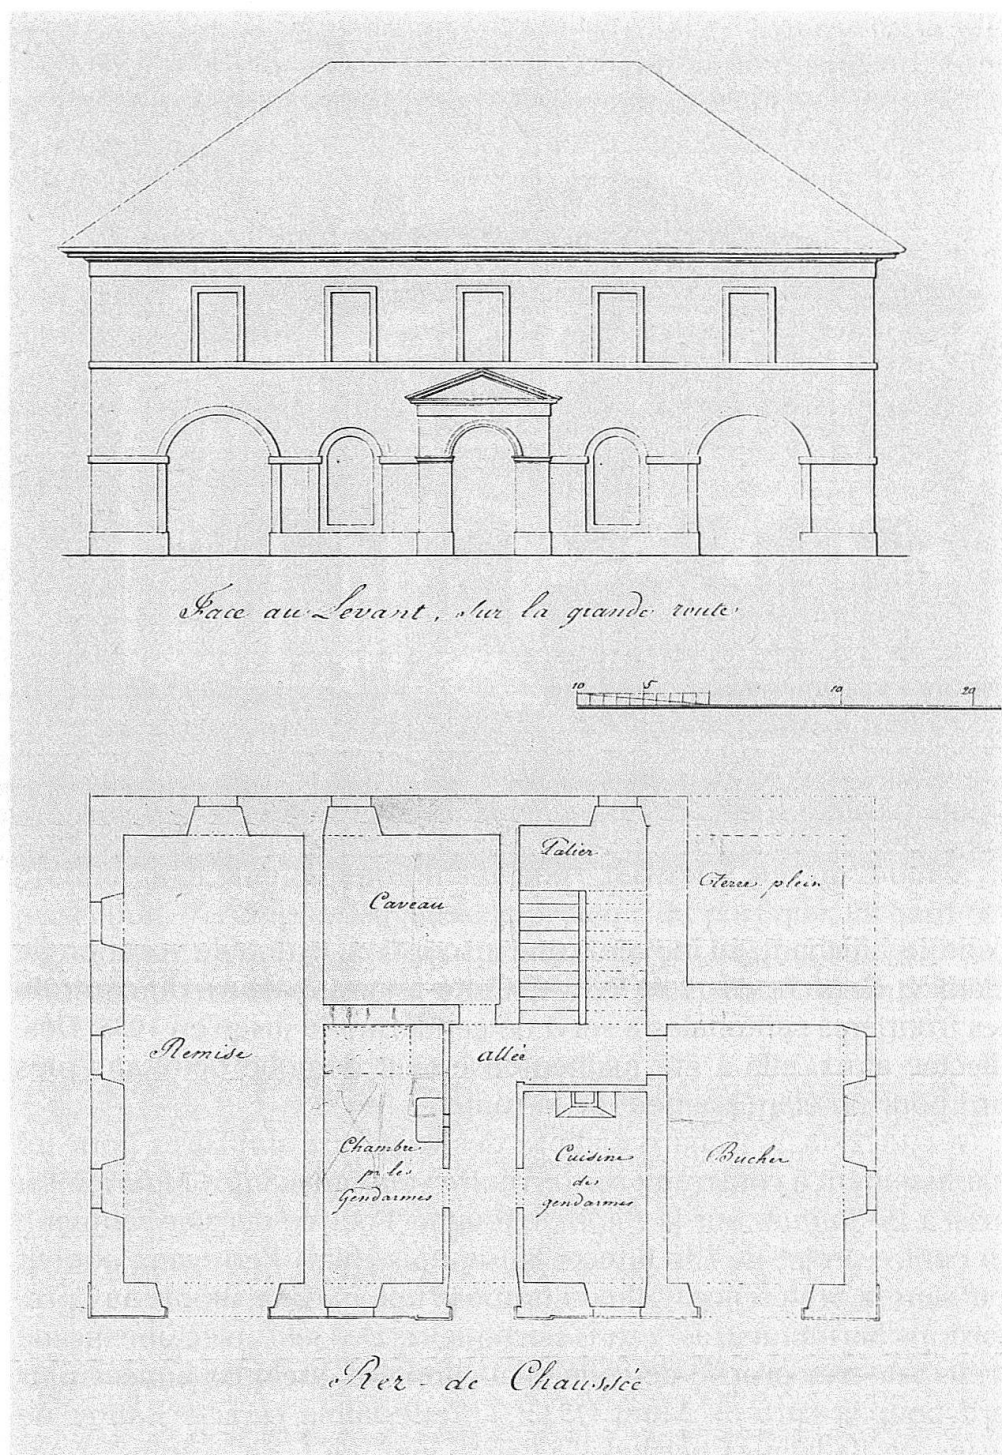 Face au Levant, sur la grande route
10 5 10 20
Palier
Terre plein
Caveau
Remise
allée
Chambre
pr les
Gendarmes
Cuisine
des
gendarmes
Bucher
Rez-de Chaussée